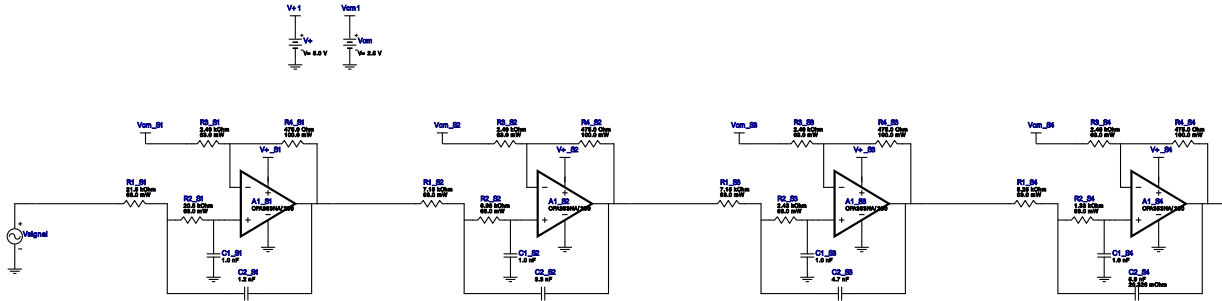 V+1
Vcm1
V+
V= 5.0 V
Vcm
V= 2.5 V
Vcm_S1
R3_S1
2.49 kOhm
63.0 mW
R4_S1
475.0 Ohm
100.0 mW
V+_S1
R1_S1
21.5 kOhm
63.0 mW
R2_S1
20.5 kOhm
63.0 mW
A1_S1
C1_S1
1.0 nF
C2_S1
1.2 nF
Vcm_S2
R3_S2
2.49 kOhm
63.0 mW
R4_S2
475.0 Ohm
100.0 mW
V+_S2
R1_S2
7.15 kOhm
63.0 mW
R2_S2
63.0 mW
A1_S2
C1_S2
1.0 nF
C2_S2
3.3 nF
Vcm_S3
R3_S3
2.49 kOhm
63.0 mW
R4_S3
475.0 Ohm
100.0 mW
V+_S3
R1_S3
7.15 kOhm
63.0 mW
R2_S3
2.43 kOhm
63.0 mW
A1_S3
C1_S3
1.0 nF
C2_S3
4.7 nF
Vcm_S4
R3_S4
2.49 kOhm
63.0 mW
R4_S4
475.0 Ohm
100.0 mW
V+_S4
R1_S4
63.0 mW
R2_S4
63.0 mW
A1_S4
C1_S4
1.0 nF
C2_S4
Vsignal